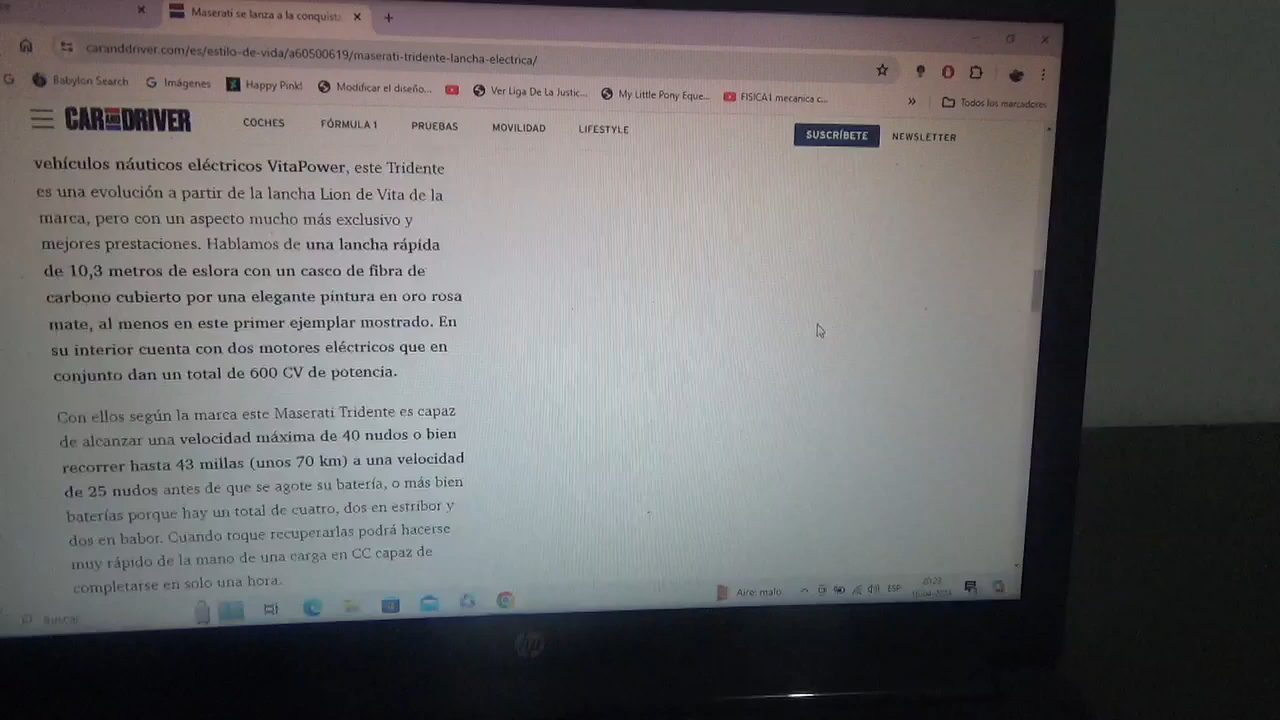 Maserati se lanza a la conquista
caranddriver.com/es/estilo-de-vida/a60500619/maserati-tridente-lancha-electrica/
Babylon Search
Imágenes
Happy Pink!
Modificar el diseño...
Ver Liga De La Justic...
My Little Pony Eque...
FISICA1 mecanica c...
»
Todos los marcadores
CAR AND DRIVER
COCHES
FÓRMULA 1
PRUEBAS
MOVILIDAD
LIFESTYLE
SUSCRÍBETE
NEWSLETTER
vehículos náuticos eléctricos VitaPower, este Tridente
es una evolución a partir de la lancha Lion de Vita de la
marca, pero con un aspecto mucho más exclusivo y
mejores prestaciones. Hablamos de una lancha rápida
de 10,3 metros de eslora con un casco de fibra de
carbono cubierto por una elegante pintura en oro rosa
mate, al menos en este primer ejemplar mostrado. En
su interior cuenta con dos motores eléctricos que en
conjunto dan un total de 600 CV de potencia.
Con ellos según la marca este Maserati Tridente es capaz
de alcanzar una velocidad máxima de 40 nudos o bien
recorrer hasta 43 millas (unos 70 km) a una velocidad
de 25 nudos antes de que se agote su batería, o más bien
baterías porque hay un total de cuatro, dos en estribor y
dos en babor. Cuando toque recuperarlas podrá hacerse
muy rápido de la mano de una carga en CC capaz de
completarse en solo una hora.
Buscar
Aire: malo
ESP
hp